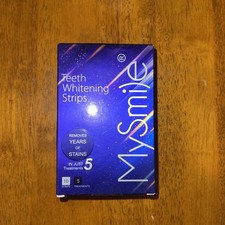 Teeth
Whitening
Strips
REMOVES
YEARS
OF
STAINS
IN JUST 5
Treatments
MySmile